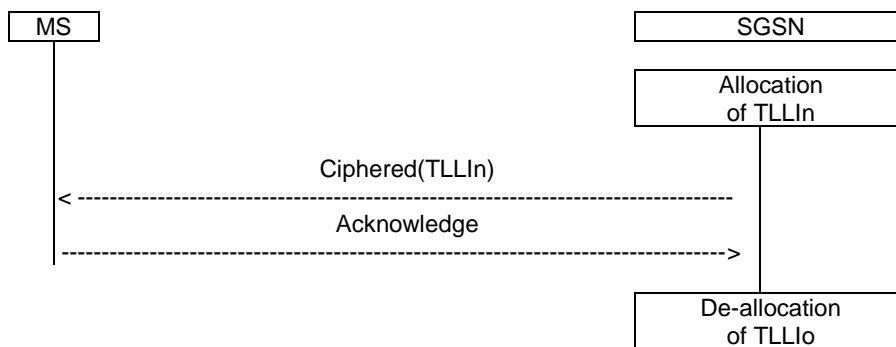 MS
SGSN
Allocation
of TLLIn
Ciphered(TLLIn)
Acknowledge
De-allocation
of TLLIo